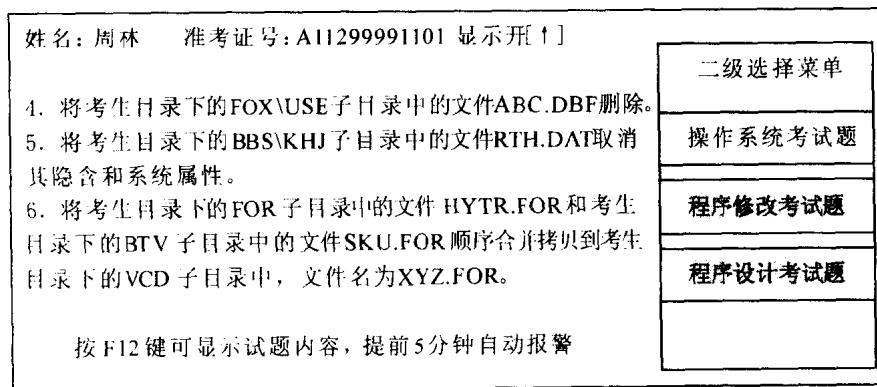 姓名：周林 准考证号：A11299991101 显示开[↑]
4．将考生目录下的FOX\USE子目录中的文件ABC.DBF删除。
5．将考生目录下的BBS\KHJ子目录中的文件RTH.DAT取消
其隐含和系统属性。
6．将考生目录下的FOR子目录中的文件HYTR.FOR和考生
目录下的BTV子目录中的文件SKU.FOR顺序合并拷贝到考生
目录下的VCD子目录中，文件名为XYZ.FOR。
按F12键可显示试题内容，提前5分钟自动报警
二级选择菜单
操作系统考试题
程序修改考试题
程序设计考试题